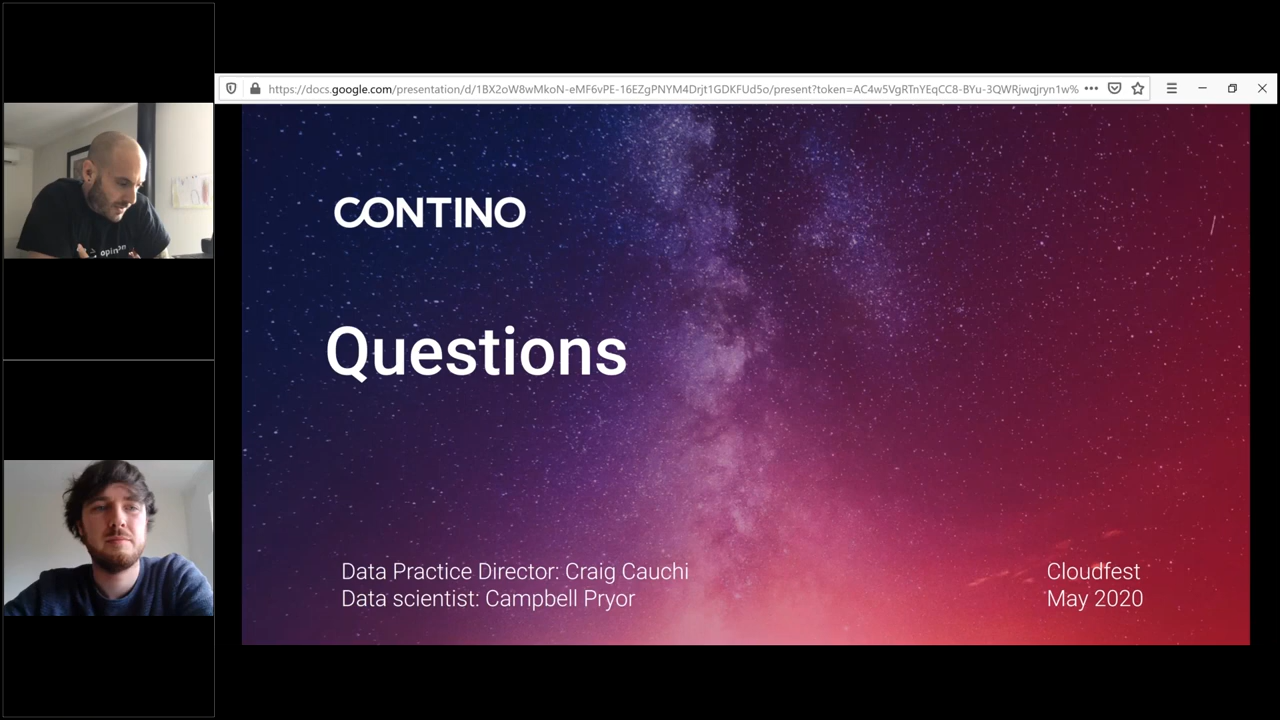 https://docs.google.com/presentation/d/1BX2oW8wMkoN-eMF6vPE-16EZgPNYM4Drjt1GDKFUd5o/present?token=AC4w5VgRTnYEqCC8-BYu-3QWRjwqjryn1w%
CONTINO
Questions
Data Practice Director: Craig Cauchi
Data scientist: Campbell Pryor
Cloudfest
May 2020